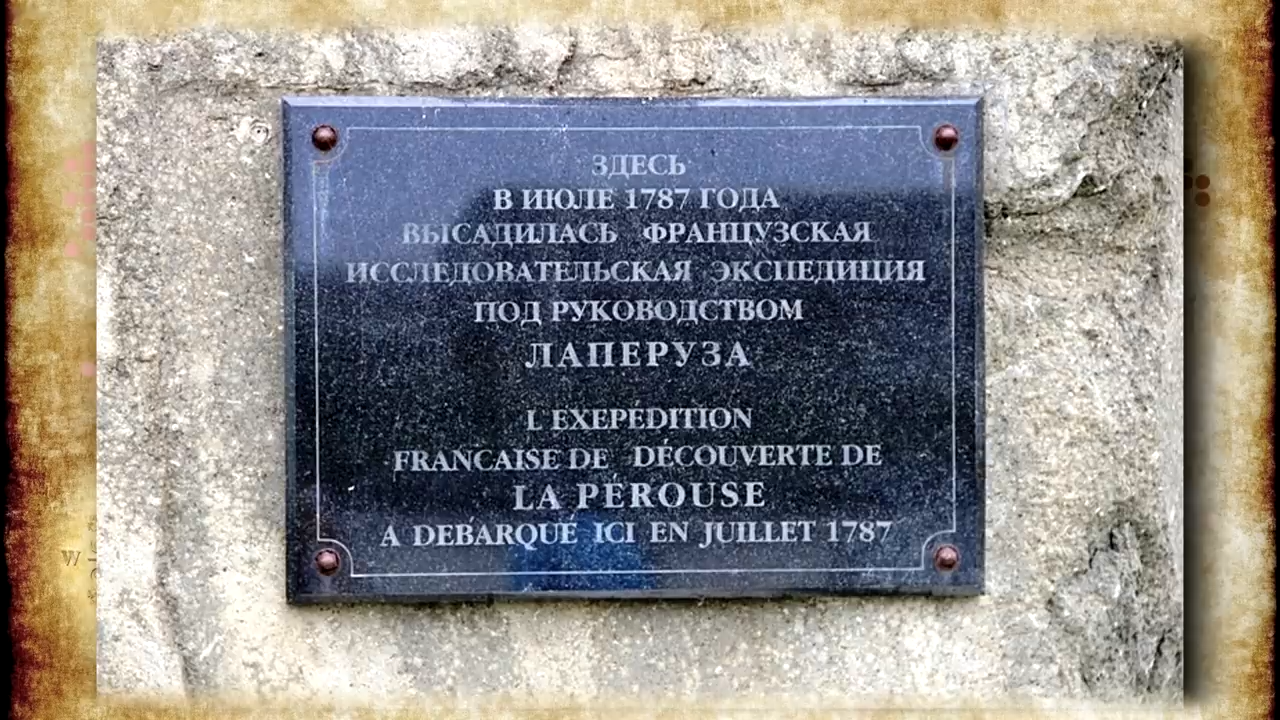 ЗДЕСЬ
В ИЮЛЕ 1787 ГОДА
ВЫСАДИЛАСЬ ФРАНЦУЗСКАЯ
ИССЛЕДОВАТЕЛЬСКАЯ ЭКСПЕДИЦИЯ
ПОД РУКОВОДСТВОМ
ЛАПЕРУЗА
L EXEPÉDITION
FRANCAISE DE DÉCOUVERTE DE
LA PÉROUSE
A DEBARQUÉ ICI EN JUILLET 1787
W